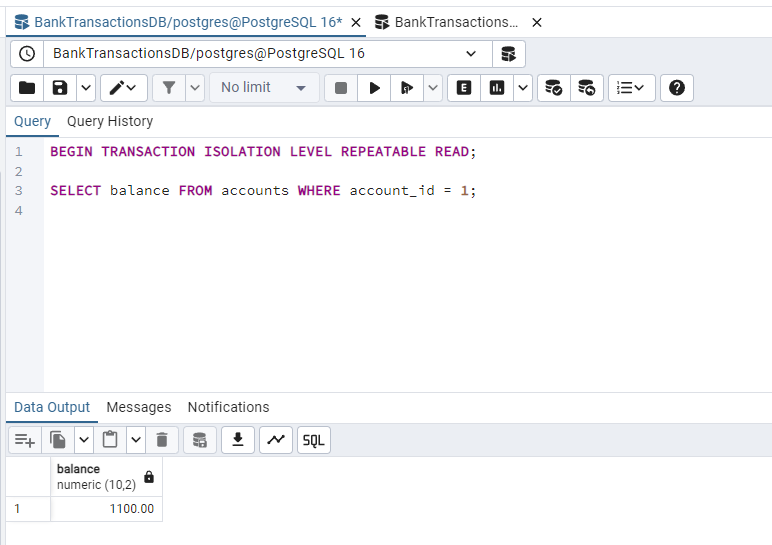 BankTransactionsDB/postgres@PostgreSQL 16*
BankTransactions...
BankTransactionsDB/postgres@PostgreSQL 16
No limit
E
Query
Query History
1 BEGIN TRANSACTION ISOLATION LEVEL REPEATABLE READ;
2
3 SELECT balance FROM accounts WHERE account_id = 1;
4
Data Output
Messages
Notifications
SQL
balance
numeric (10,2)
1 1100.00